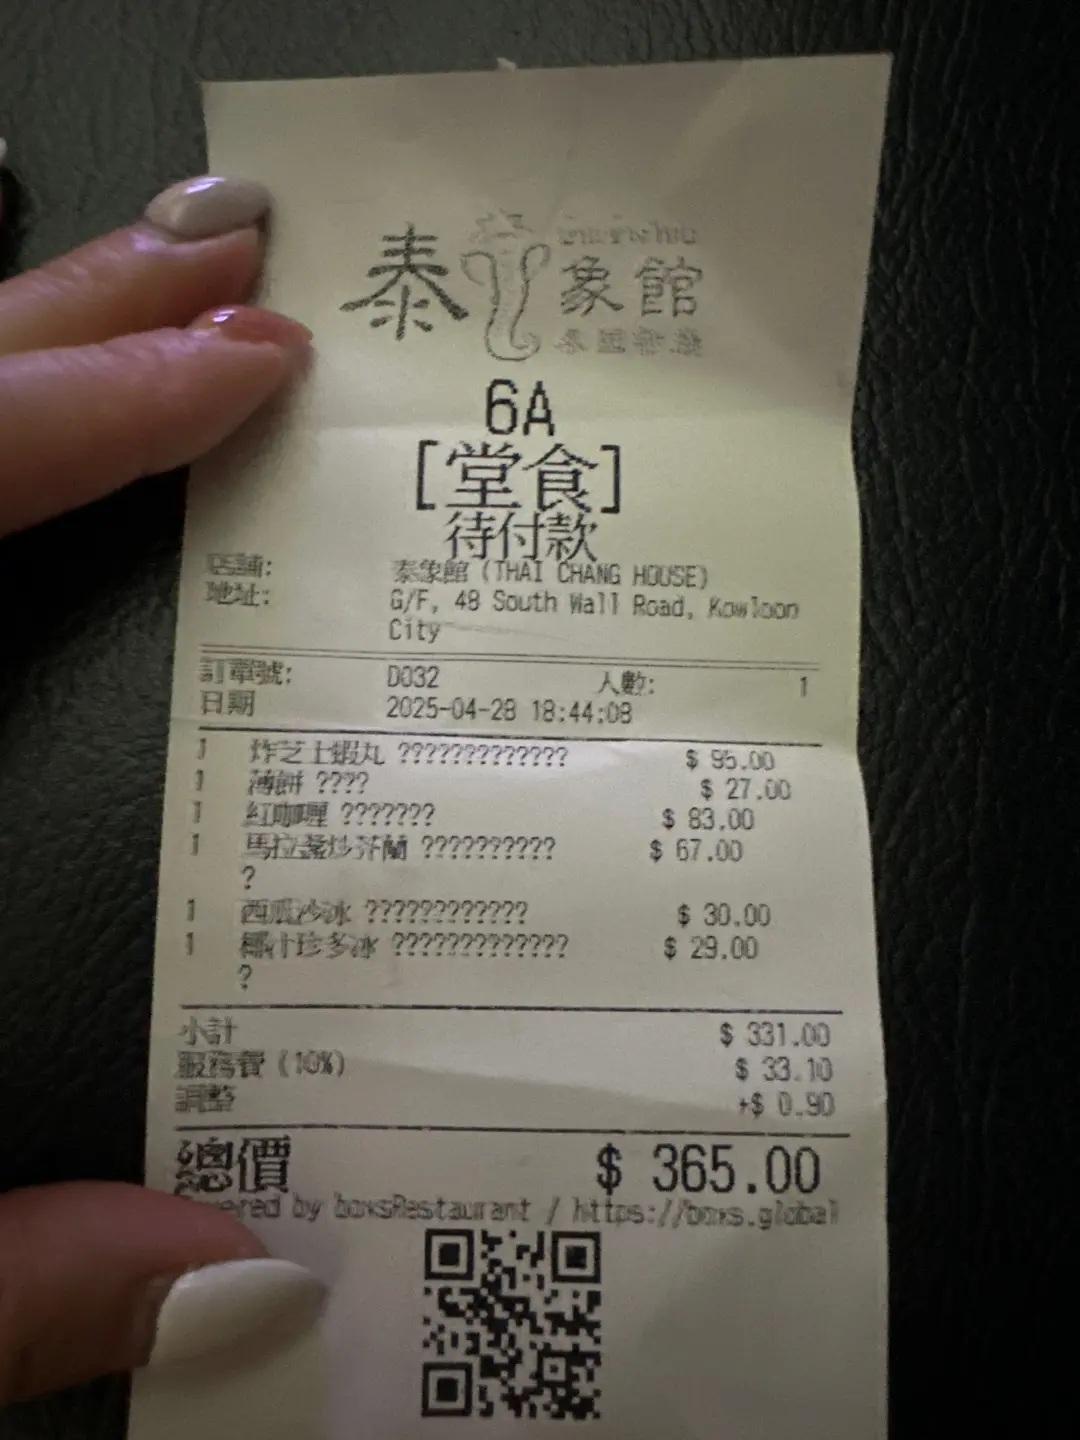 泰象館
6A
[堂食]
待付款
店舖: 泰象館 (THAI CHANG HOUSE)
地址: G/F, 48 South Wall Road, Kowloon
City
訂單號: D032 人數: 1
日期 2025-04-28 18:44:08
1 炸芝士蝦丸 ????????????? $ 95.00
1 薄餅 ???? $ 27.00
1 紅咖喱 ??????? $ 83.00
1 馬拉盞炒芥蘭 ?????????? $ 67.00
?
1 西瓜沙冰 ???????????? $ 30.00
1 椰汁珍多冰 ????????????? $ 29.00
?
小計 $ 331.00
服務費 (10%) $ 33.10
調整 +$ 0.90
總價 $ 365.00
by boxsRestaurant / https://boxs.global